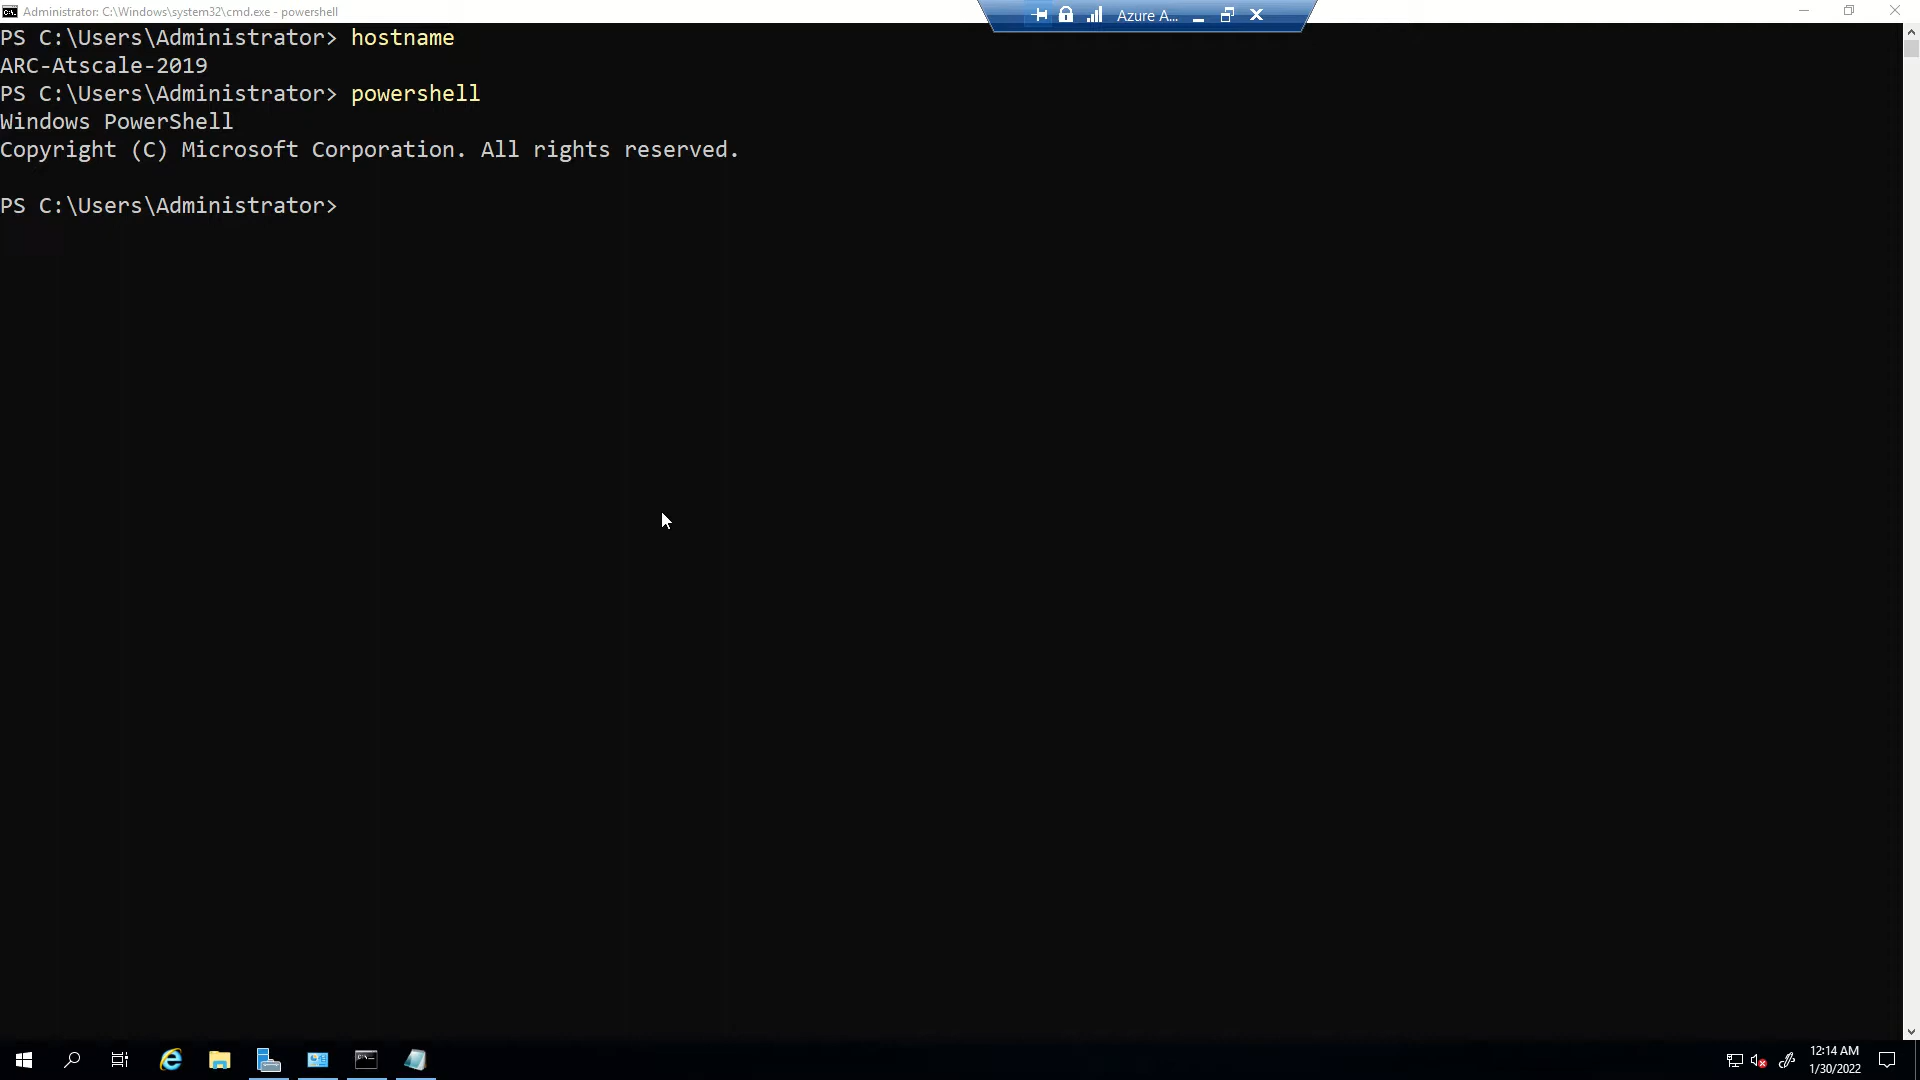 Administrator: C:\Windows\system32\cmd.exe - powershell
Azure A...
PS C:\Users\Administrator> hostname
ARC-Atscale-2019
PS C:\Users\Administrator> powershell
Windows PowerShell
Copyright (C) Microsoft Corporation. All rights reserved.
PS C:\Users\Administrator>
12:14 AM
1/30/2022